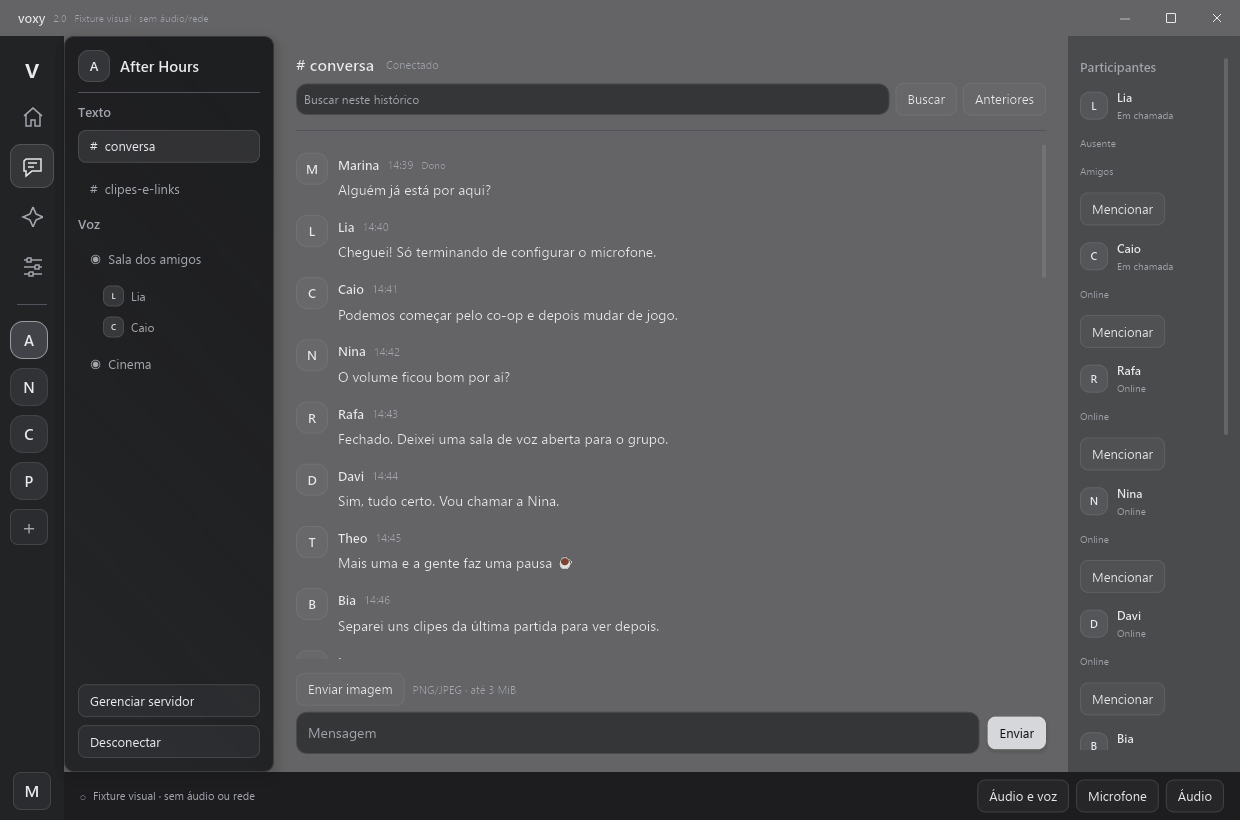 voxy 2.0 Fixture visual · sem áudio/rede
V
A
N
C
P
+
M
A After Hours
Texto
# conversa
# clipes-e-links
Voz
Sala dos amigos
L Lia
C Caio
Cinema
Gerenciar servidor
Desconectar
# conversa Conectado
Buscar neste histórico
Buscar
Anteriores
M Marina 14:39 Dono
Alguém já está por aqui?
L Lia 14:40
Cheguei! Só terminando de configurar o microfone.
C Caio 14:41
Podemos começar pelo co-op e depois mudar de jogo.
N Nina 14:42
O volume ficou bom por aí?
R Rafa 14:43
Fechado. Deixei uma sala de voz aberta para o grupo.
D Davi 14:44
Sim, tudo certo. Vou chamar a Nina.
T Theo 14:45
Mais uma e a gente faz uma pausa ☕
B Bia 14:46
Separei uns clipes da última partida para ver depois.
Enviar imagem PNG/JPEG · até 3 MiB
Mensagem
Enviar
Participantes
L Lia
Em chamada
Ausente
Amigos
Mencionar
C Caio
Em chamada
Online
Mencionar
R Rafa
Online
Online
Mencionar
N Nina
Online
Online
Mencionar
D Davi
Online
Online
Mencionar
B Bia
Fixture visual · sem áudio ou rede
Áudio e voz
Microfone
Áudio